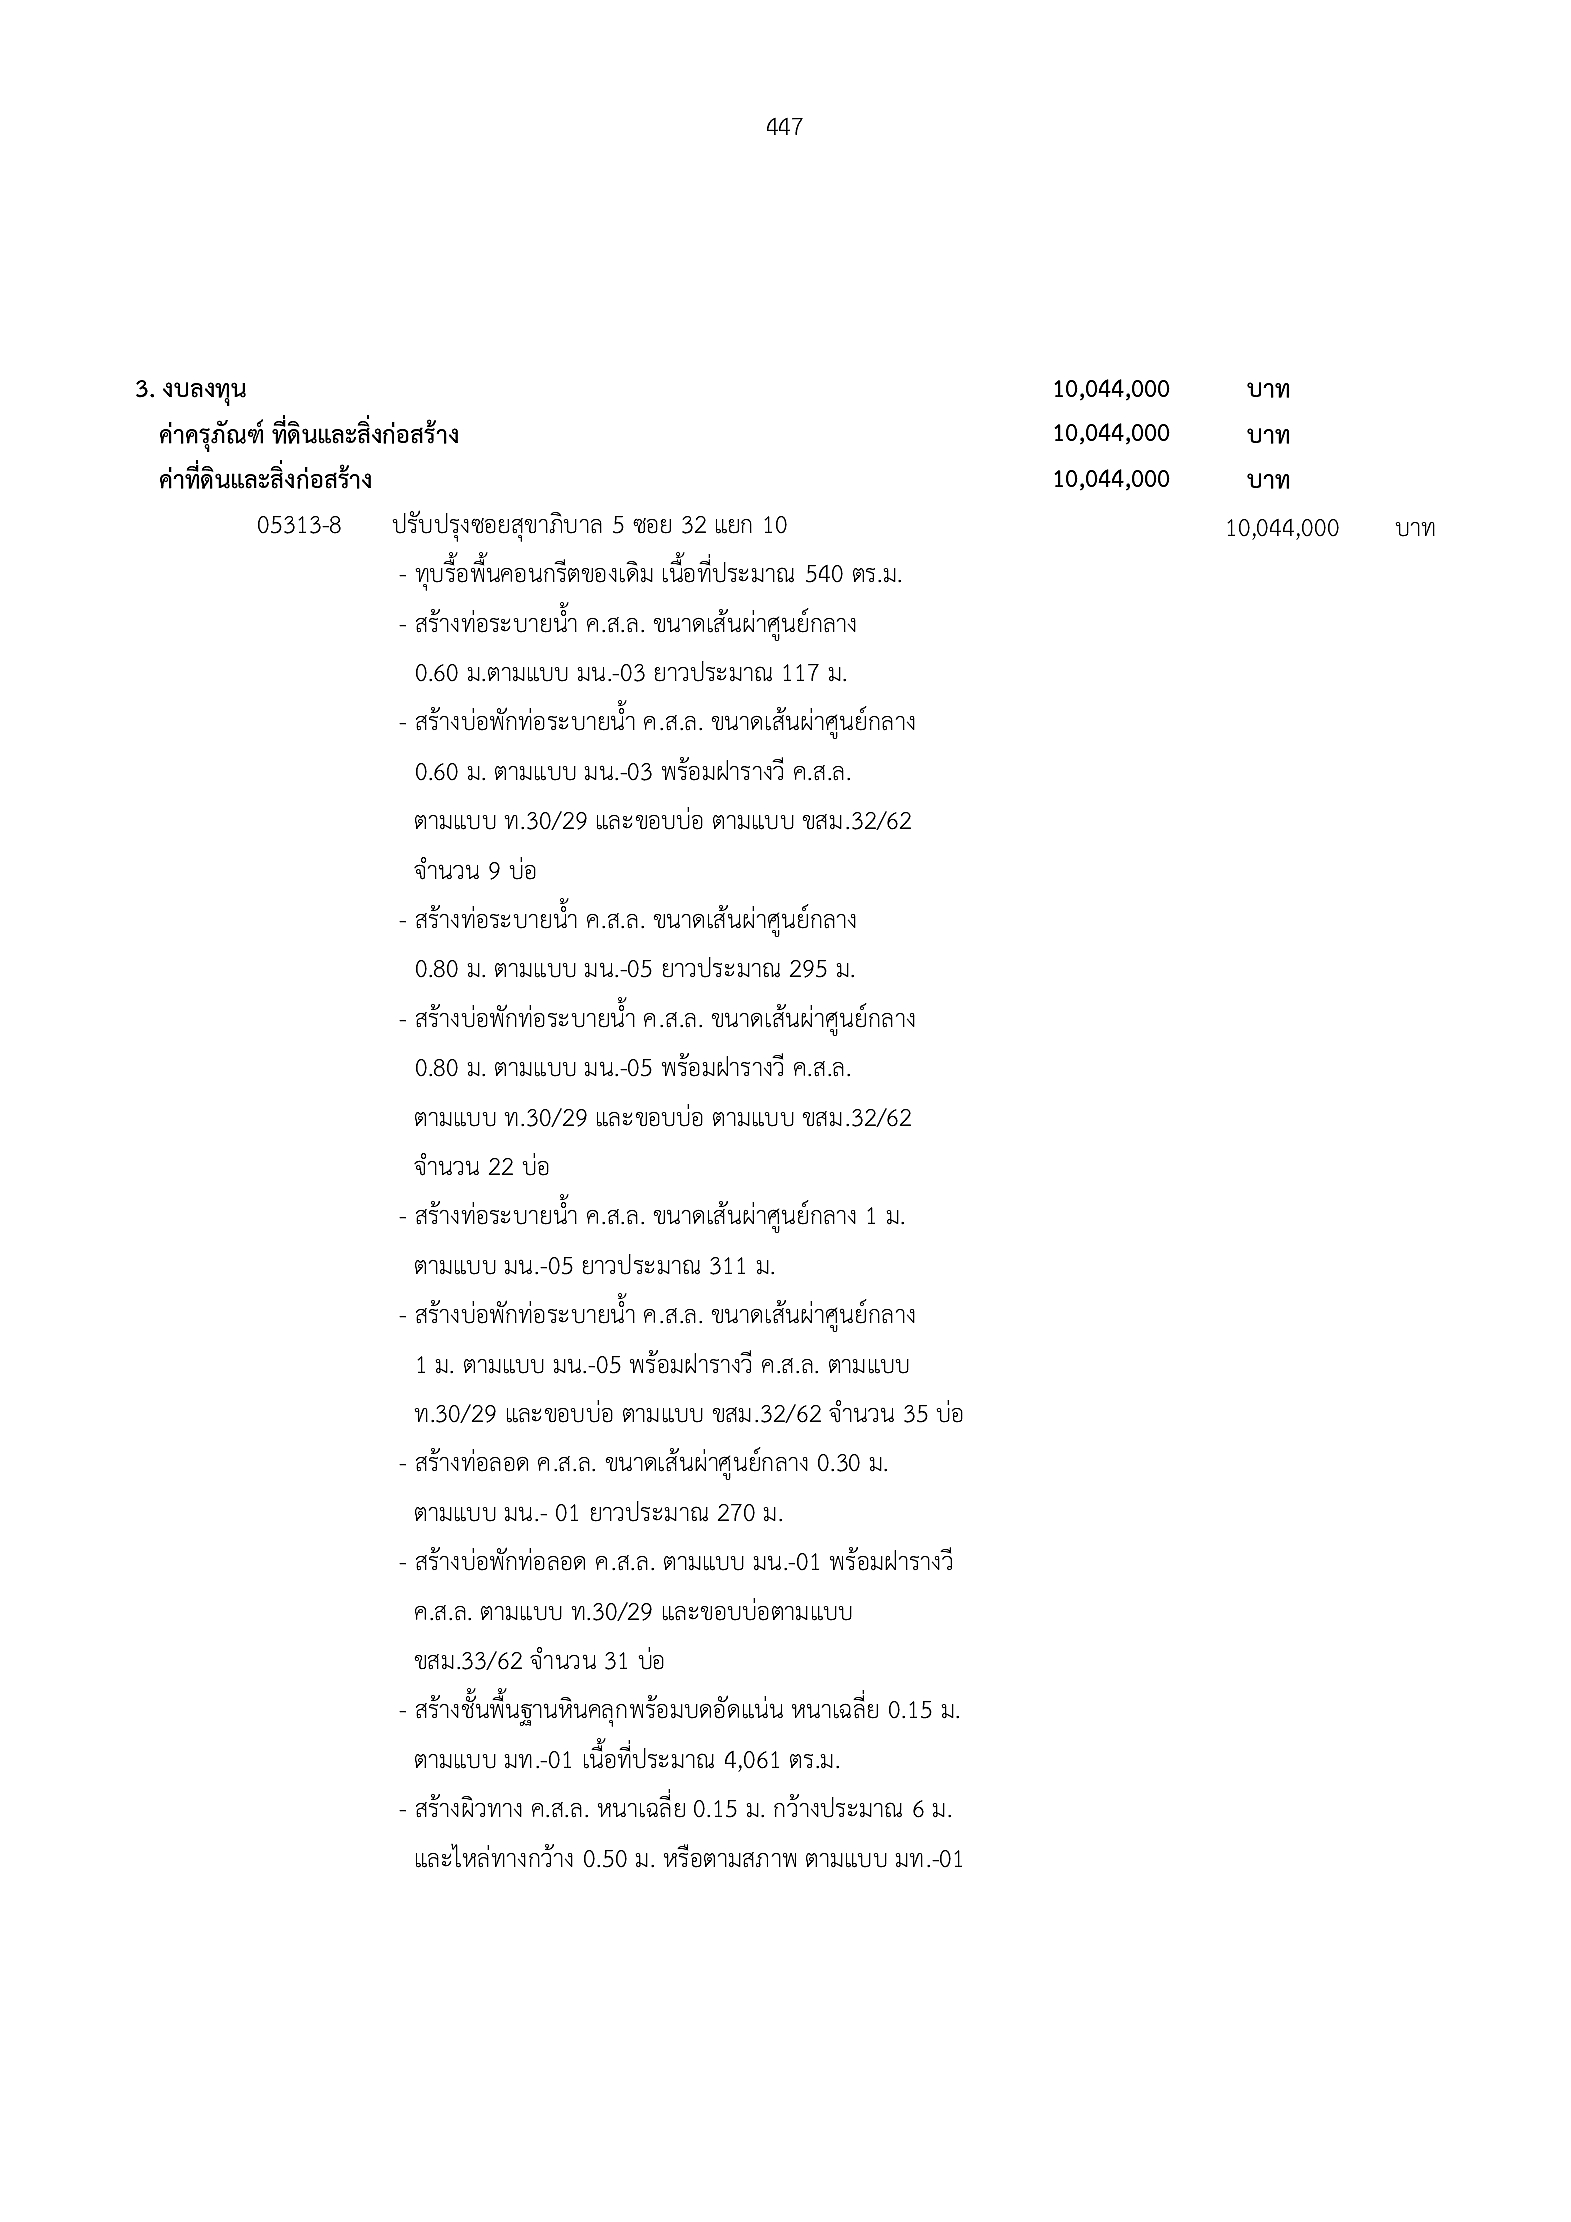 447
3. งบลงทุน 10,044,000 บาท
ค่าครุภัณฑ์ ที่ดินและสิ่งก่อสร้าง 10,044,000 บาท
ค่าที่ดินและสิ่งก่อสร้าง 10,044,000 บาท
05313-8 ปรับปรุงซอยสุขาภิบาล 5 ซอย 32 แยก 10 10,044,000 บาท
- ทุบรื้อพื้นคอนกรีตของเดิม เนื้อที่ประมาณ 540 ตร.ม.
- สร้างท่อระบายน้ำ ค.ส.ล. ขนาดเส้นผ่าศูนย์กลาง
0.60 ม.ตามแบบ มน.-03 ยาวประมาณ 117 ม.
- สร้างบ่อพักท่อระบายน้ำ ค.ส.ล. ขนาดเส้นผ่าศูนย์กลาง
0.60 ม. ตามแบบ มน.-03 พร้อมฝารางวี ค.ส.ล.
ตามแบบ ท.30/29 และขอบบ่อ ตามแบบ ขสม.32/62
จำนวน 9 บ่อ
- สร้างท่อระบายน้ำ ค.ส.ล. ขนาดเส้นผ่าศูนย์กลาง
0.80 ม. ตามแบบ มน.-05 ยาวประมาณ 295 ม.
- สร้างบ่อพักท่อระบายน้ำ ค.ส.ล. ขนาดเส้นผ่าศูนย์กลาง
0.80 ม. ตามแบบ มน.-05 พร้อมฝารางวี ค.ส.ล.
ตามแบบ ท.30/29 และขอบบ่อ ตามแบบ ขสม.32/62
จำนวน 22 บ่อ
- สร้างท่อระบายน้ำ ค.ส.ล. ขนาดเส้นผ่าศูนย์กลาง 1 ม.
ตามแบบ มน.-05 ยาวประมาณ 311 ม.
- สร้างบ่อพักท่อระบายน้ำ ค.ส.ล. ขนาดเส้นผ่าศูนย์กลาง
1 ม. ตามแบบ มน.-05 พร้อมฝารางวี ค.ส.ล. ตามแบบ
ท.30/29 และขอบบ่อ ตามแบบ ขสม.32/62 จำนวน 35 บ่อ
- สร้างท่อลอด ค.ส.ล. ขนาดเส้นผ่าศูนย์กลาง 0.30 ม.
ตามแบบ มน.- 01 ยาวประมาณ 270 ม.
- สร้างบ่อพักท่อลอด ค.ส.ล. ตามแบบ มน.-01 พร้อมฝารางวี
ค.ส.ล. ตามแบบ ท.30/29 และขอบบ่อตามแบบ
ขสม.33/62 จำนวน 31 บ่อ
- สร้างชั้นพื้นฐานหินคลุกพร้อมบดอัดแน่น หนาเฉลี่ย 0.15 ม.
ตามแบบ มท.-01 เนื้อที่ประมาณ 4,061 ตร.ม.
- สร้างผิวทาง ค.ส.ล. หนาเฉลี่ย 0.15 ม. กว้างประมาณ 6 ม.
และไหล่ทางกว้าง 0.50 ม. หรือตามสภาพ ตามแบบ มท.-01